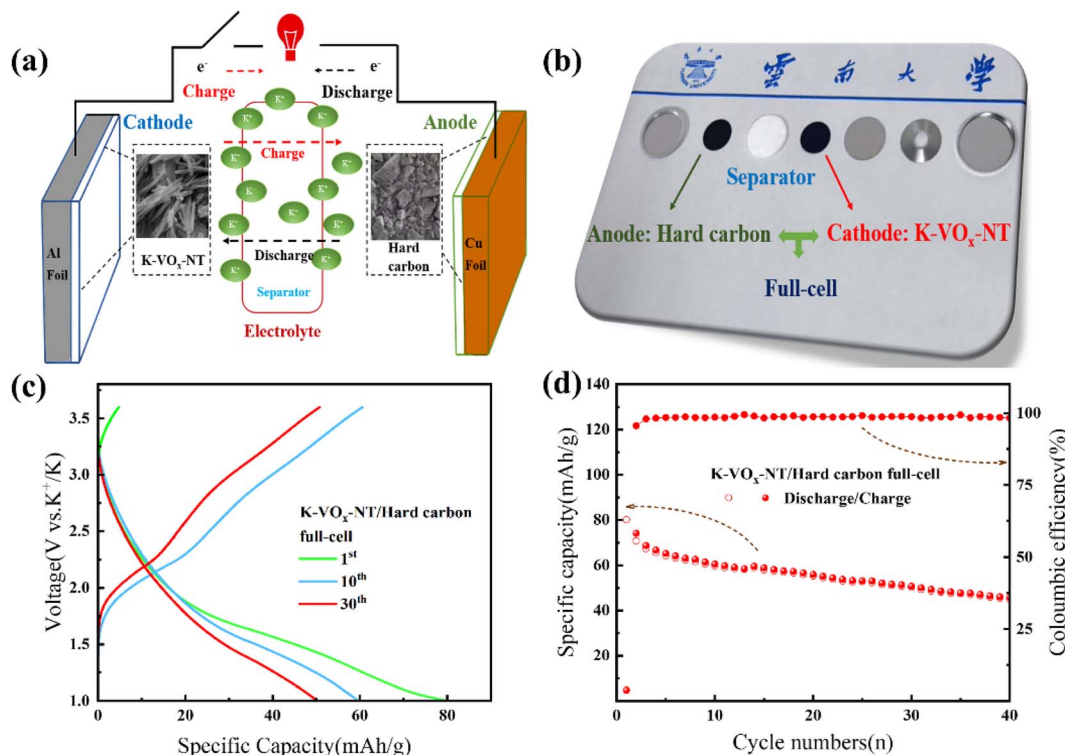 (a)
e⁻
e⁻
Charge
Discharge
Cathode
Anode
K⁺
K⁺
K⁺
K⁺
Charge
K⁺
K⁺
K⁺
K⁺
K⁺
K⁺
K⁺
Al
Foil
K-VOₓ-NT
Discharge
K⁺
K⁺
Hard
carbon
Cu
Foil
Separator
Electrolyte
(b)
雲南大學
Separator
Anode: Hard carbon
Cathode: K-VOₓ-NT
Full-cell
(c)
3.5
3.0
2.5
2.0
1.5
1.0
Voltage(V vs.K⁺/K)
K-VOₓ-NT/Hard carbon
full-cell
1ˢᵗ
10ᵗʰ
30ᵗʰ
0
20
40
60
80
Specific Capacity(mAh/g)
(d)
140
120
100
80
60
40
20
Specific capacity(mAh/g)
K-VOₓ-NT/Hard carbon full-cell
Discharge/Charge
100
75
50
25
Coloumbic efficiency(%)
0
10
20
30
40
Cycle numbers(n)